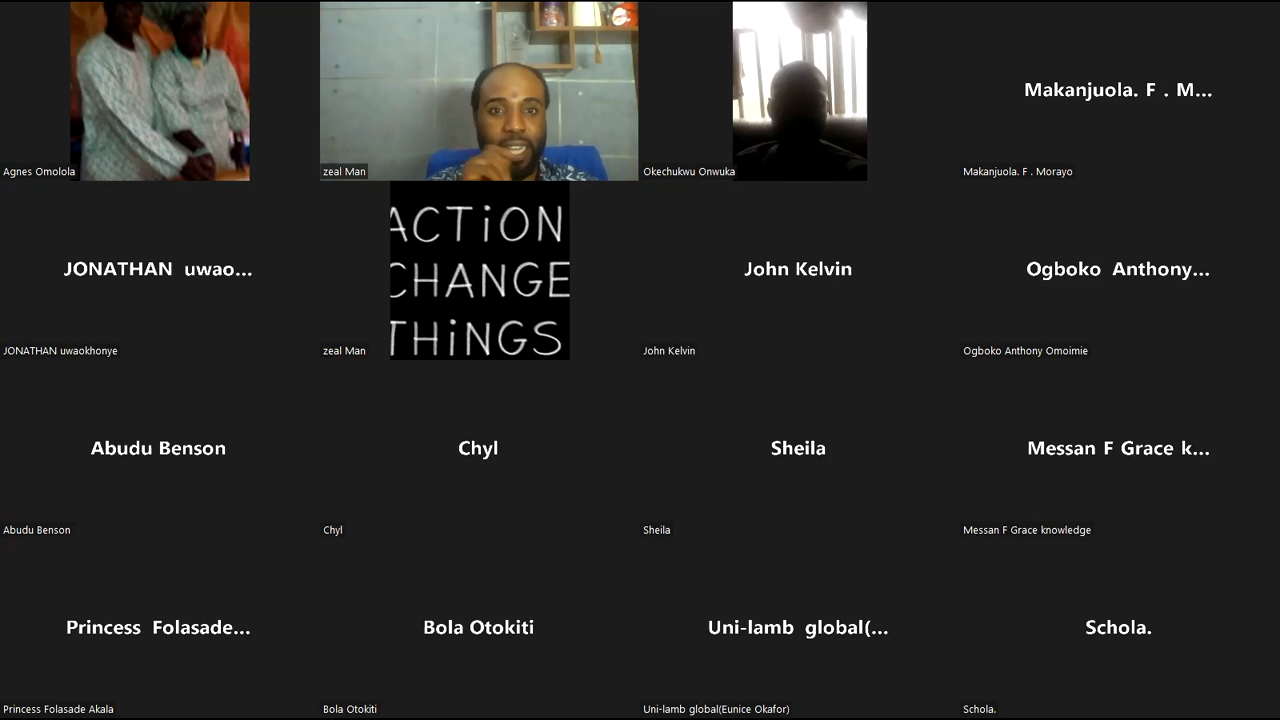 Agnes Omolola
zeal Man
Okechukwu Onwuka
Makanjuola. F . M...
Makanjuola. F . Morayo
JONATHAN uwao...
JONATHAN uwaokhonye
ACTiON
CHANGE
THiNGS
zeal Man
John Kelvin
John Kelvin
Ogboko Anthony...
Ogboko Anthony Omoimie
Abudu Benson
Abudu Benson
Chyl
Chyl
Sheila
Sheila
Messan F Grace k...
Messan F Grace knowledge
Princess Folasade...
Princess Folasade Akala
Bola Otokiti
Bola Otokiti
Uni-lamb global(...
Uni-lamb global(Eunice Okafor)
Schola.
Schola.